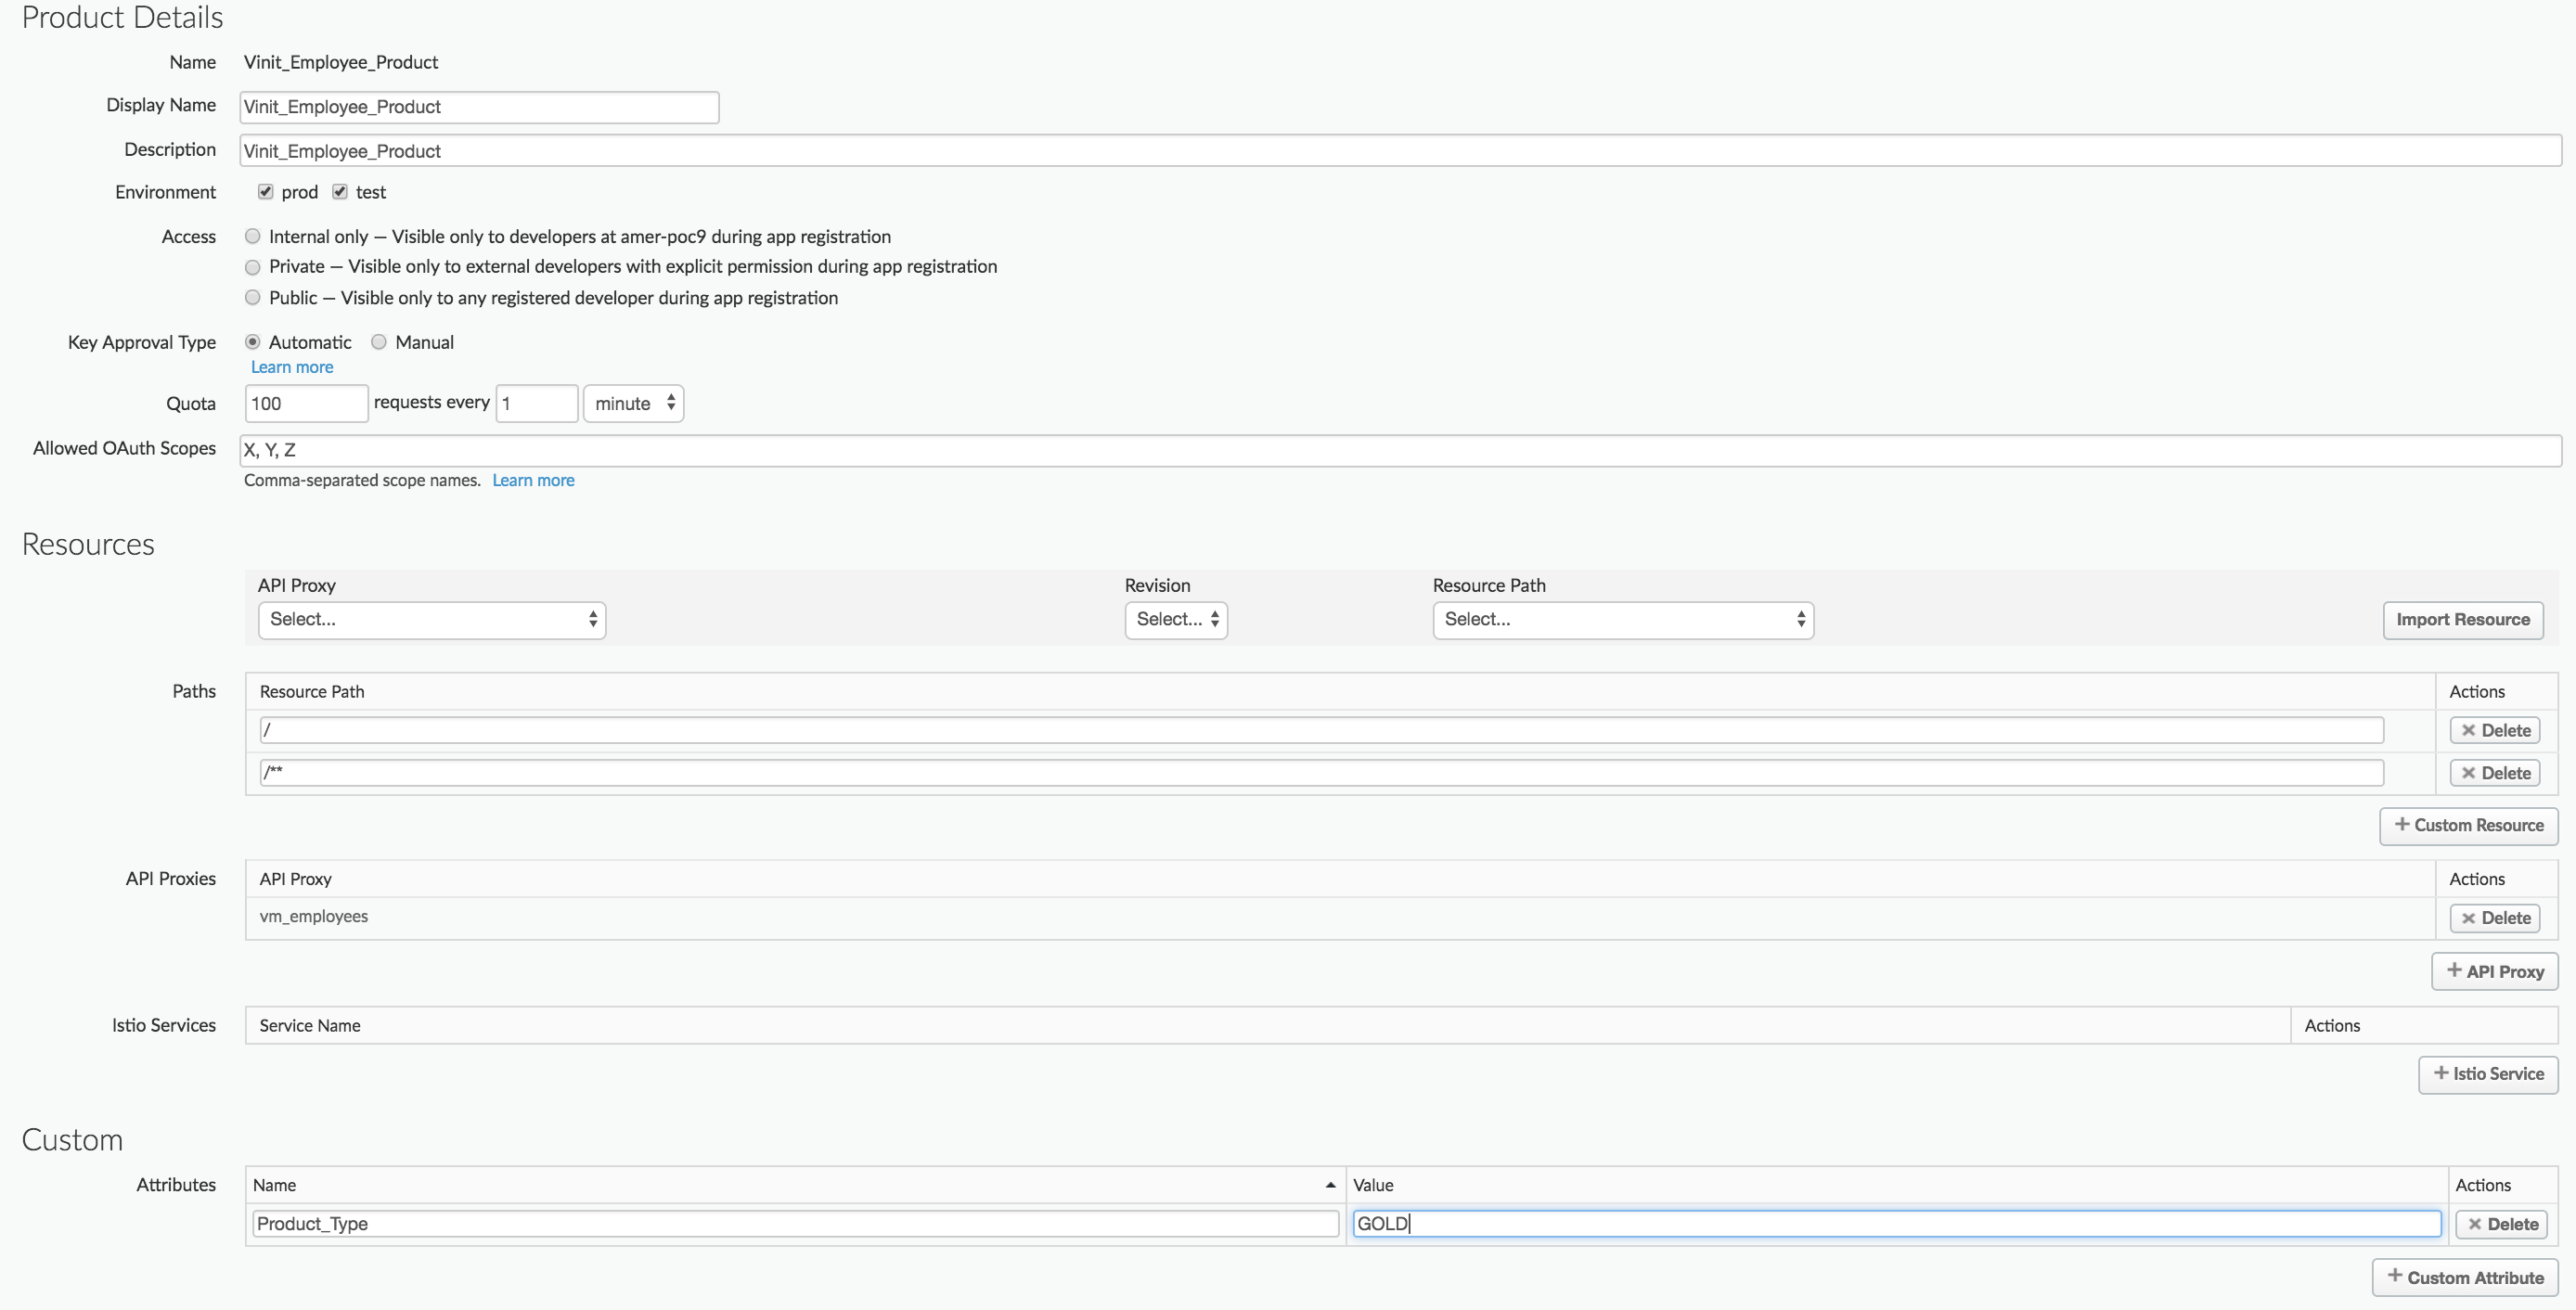 Product Details
Name Vinit_Employee_Product
Display Name Vinit_Employee_Product
Description Vinit_Employee_Product
Environment prod test
Access Internal only — Visible only to developers at amer-poc9 during app registration
Private — Visible only to external developers with explicit permission during app registration
Public — Visible only to any registered developer during app registration
Key Approval Type Automatic Manual
Learn more
Quota 100 requests every 1 minute
Allowed OAuth Scopes X, Y, Z
Comma-separated scope names. Learn more
Resources
API Proxy Revision Resource Path
Select... Select... Select... Import Resource
Paths Resource Path Actions
/ Delete
/** Delete
+ Custom Resource
API Proxies API Proxy Actions
vm_employees Delete
+ API Proxy
Istio Services Service Name Actions
+ Istio Service
Custom
Attributes Name Value Actions
Product_Type GOLD Delete
+ Custom Attribute